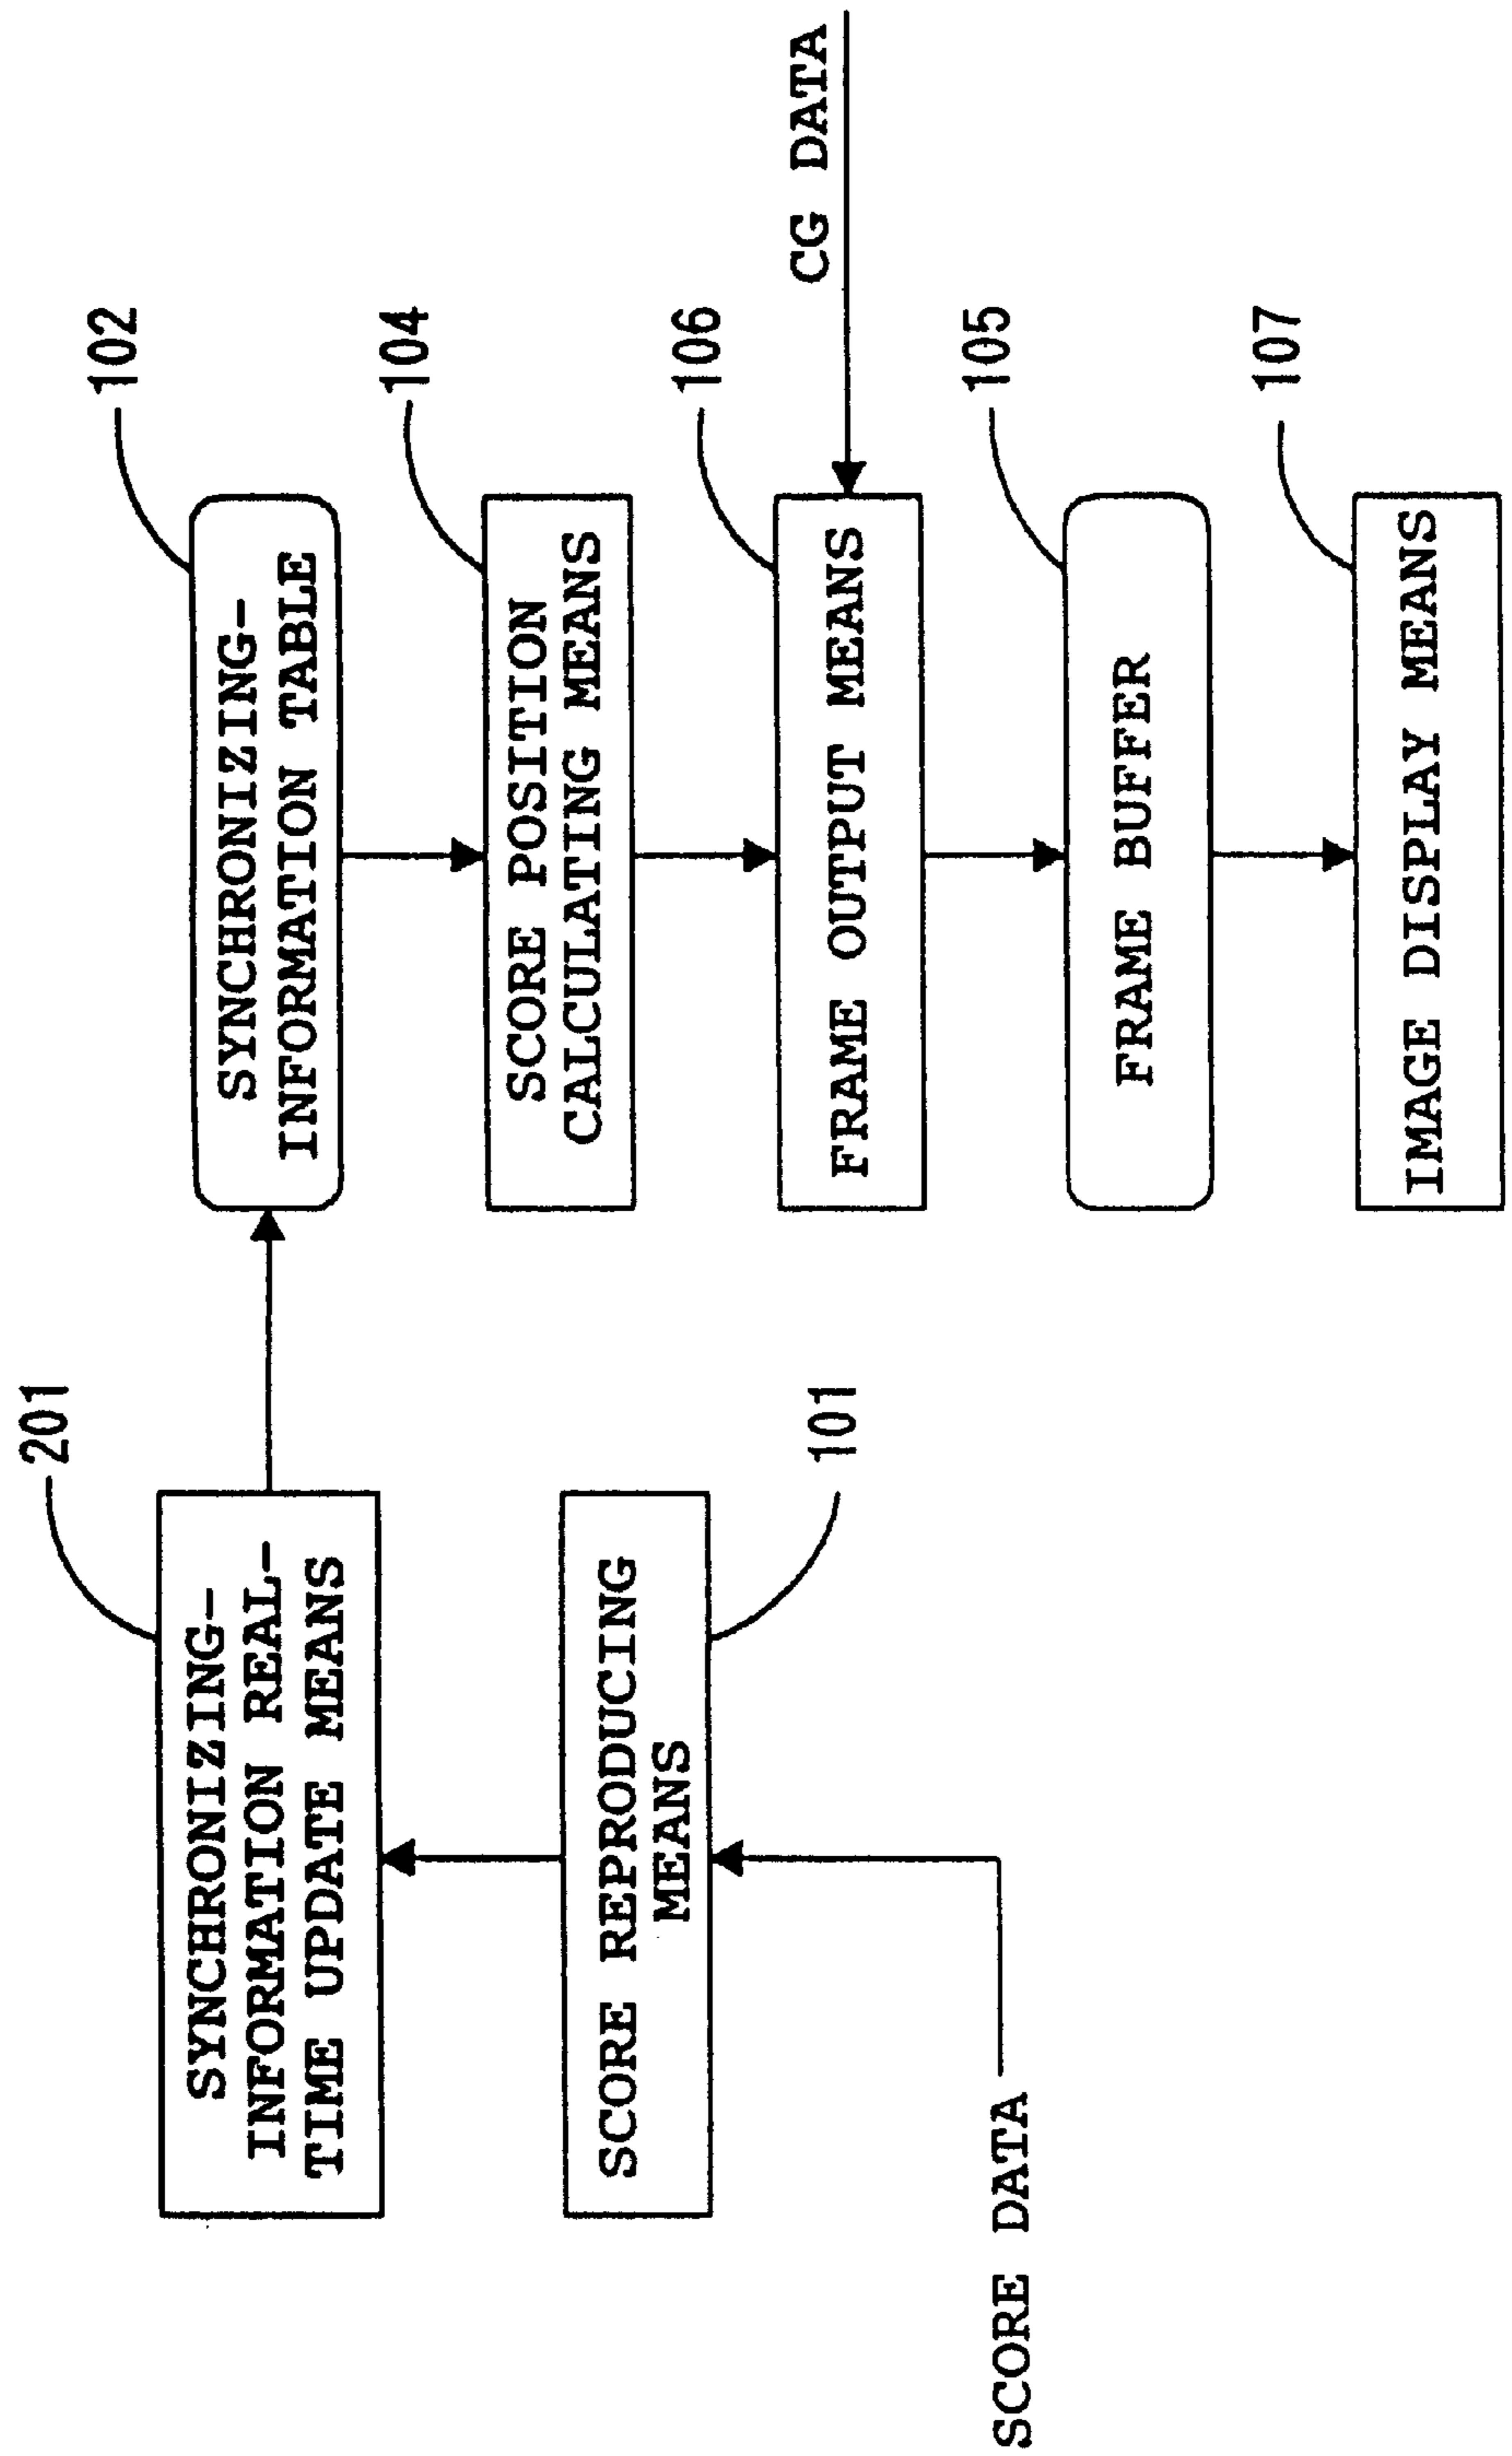 201
SYNCHRONIZING-
INFORMATION REAL-
TIME UPDATE MEANS
102
SYNCHRONIZING-
INFORMATION TABLE
104
SCORE POSITION
CALCULATING MEANS
101
SCORE REPRODUCING
MEANS
106
FRAME OUTPUT MEANS
CG DATA
SCORE DATA
105
FRAME BUFFER
107
IMAGE DISPLAY MEANS